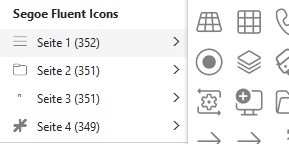 Segoe Fluent Icons
Seite 1 (352)
Seite 2 (351)
Seite 3 (351)
Seite 4 (349)